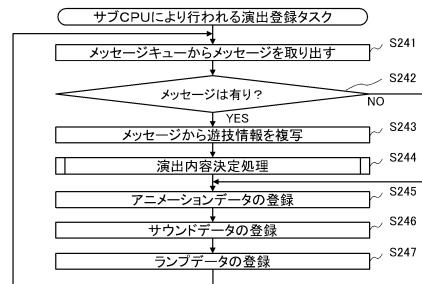 サブCPUにより行われる演出登録タスク
S241
メッセージキューからメッセージを取り出す
S242
メッセージは有り?
NO
YES
S243
メッセージから遊技情報を複写
S244
演出内容決定処理
S245
アニメーションデータの登録
S246
サウンドデータの登録
S247
ランプデータの登録